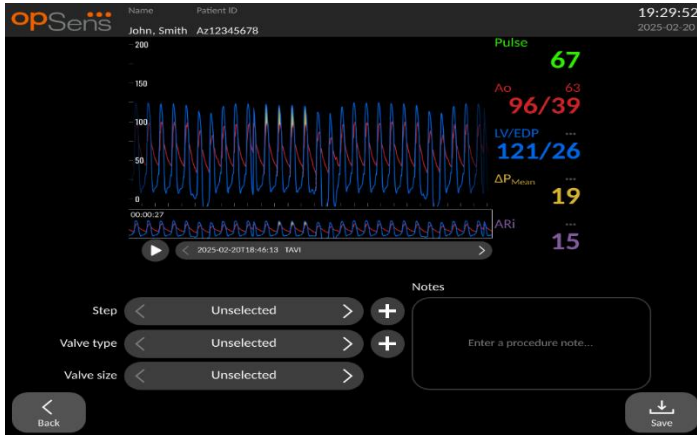 opSens
Name Patient ID
John, Smith Az12345678
19:29:52
2025-02-20
200
150
100
50
0
Pulse
67
Ao 63
96/39
LV/EDP ---
121/26
ΔPMean ---
19
ARi ---
15
00:00:27
2025-02-20T18:46:13 TAVI
Step Unselected
Valve type Unselected
Valve size Unselected
Notes
Enter a procedure note...
Back
Save